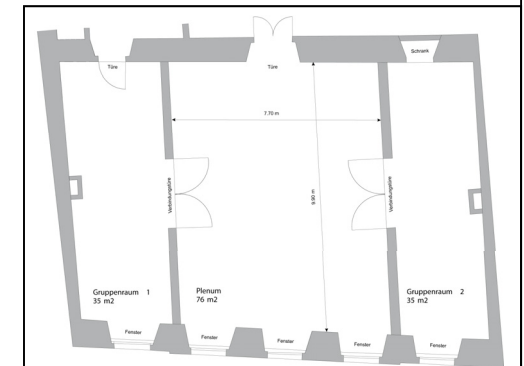 Schrank
Türe
Türe
7.70 m
9.90 m
Verbindungstüre
Verbindungstüre
Gruppenraum 1
35 m2
Plenum
76 m2
Gruppenraum 2
35 m2
Fenster
Fenster
Fenster
Fenster
Fenster